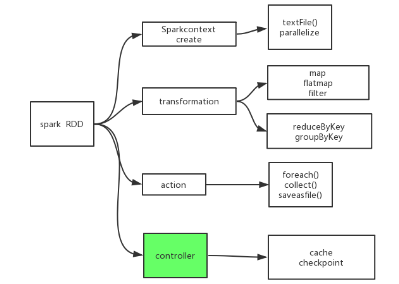 Sparkcontext
create
textFile()
parallelize
spark RDD
transformation
map
flatmap
filter
reduceByKey
groupByKey
action
foreach()
collect()
saveasfile()
controller
cache
checkpoint